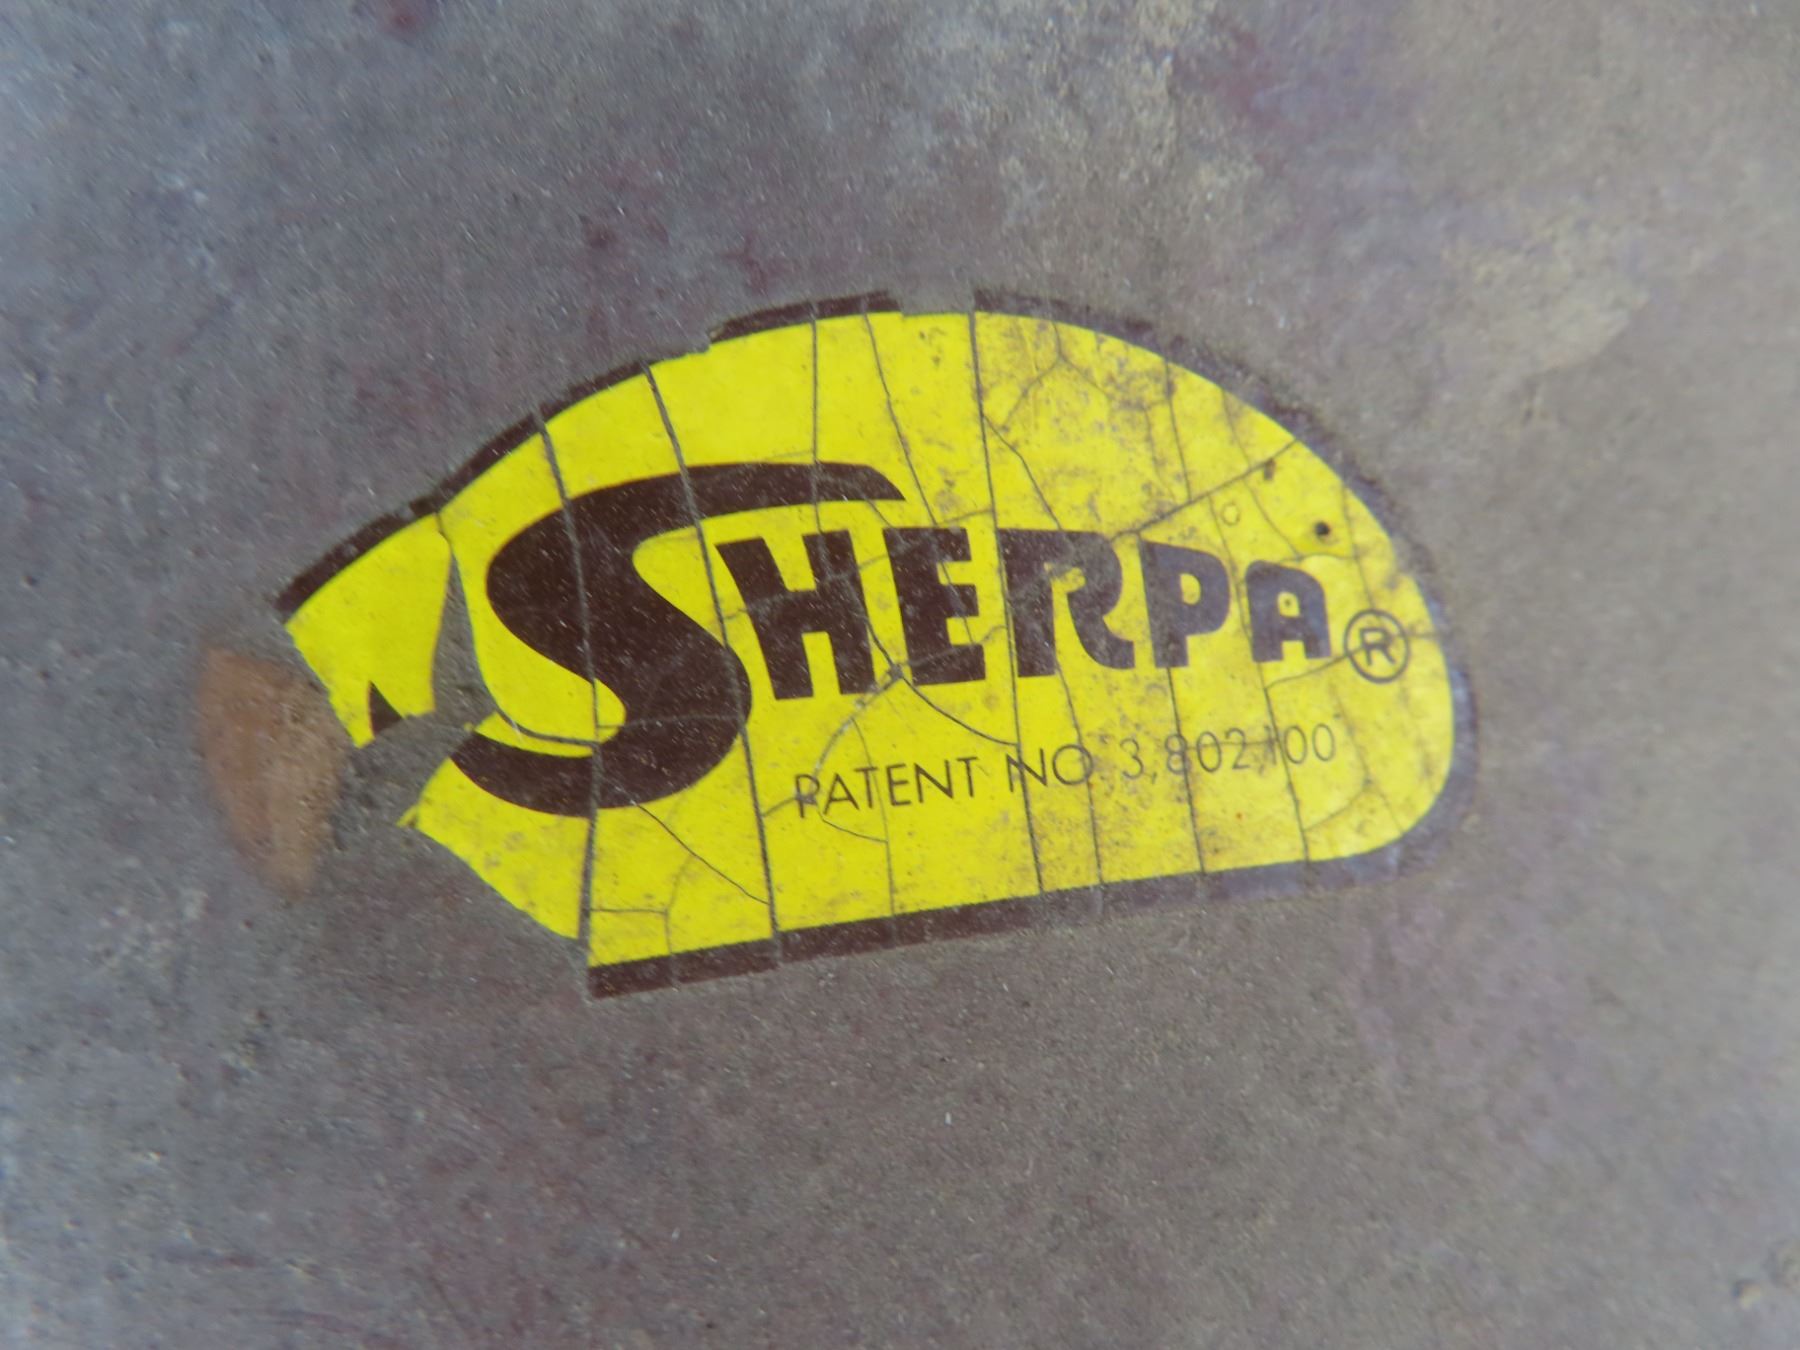 SHERPA ®
PATENT NO. 3,802,100